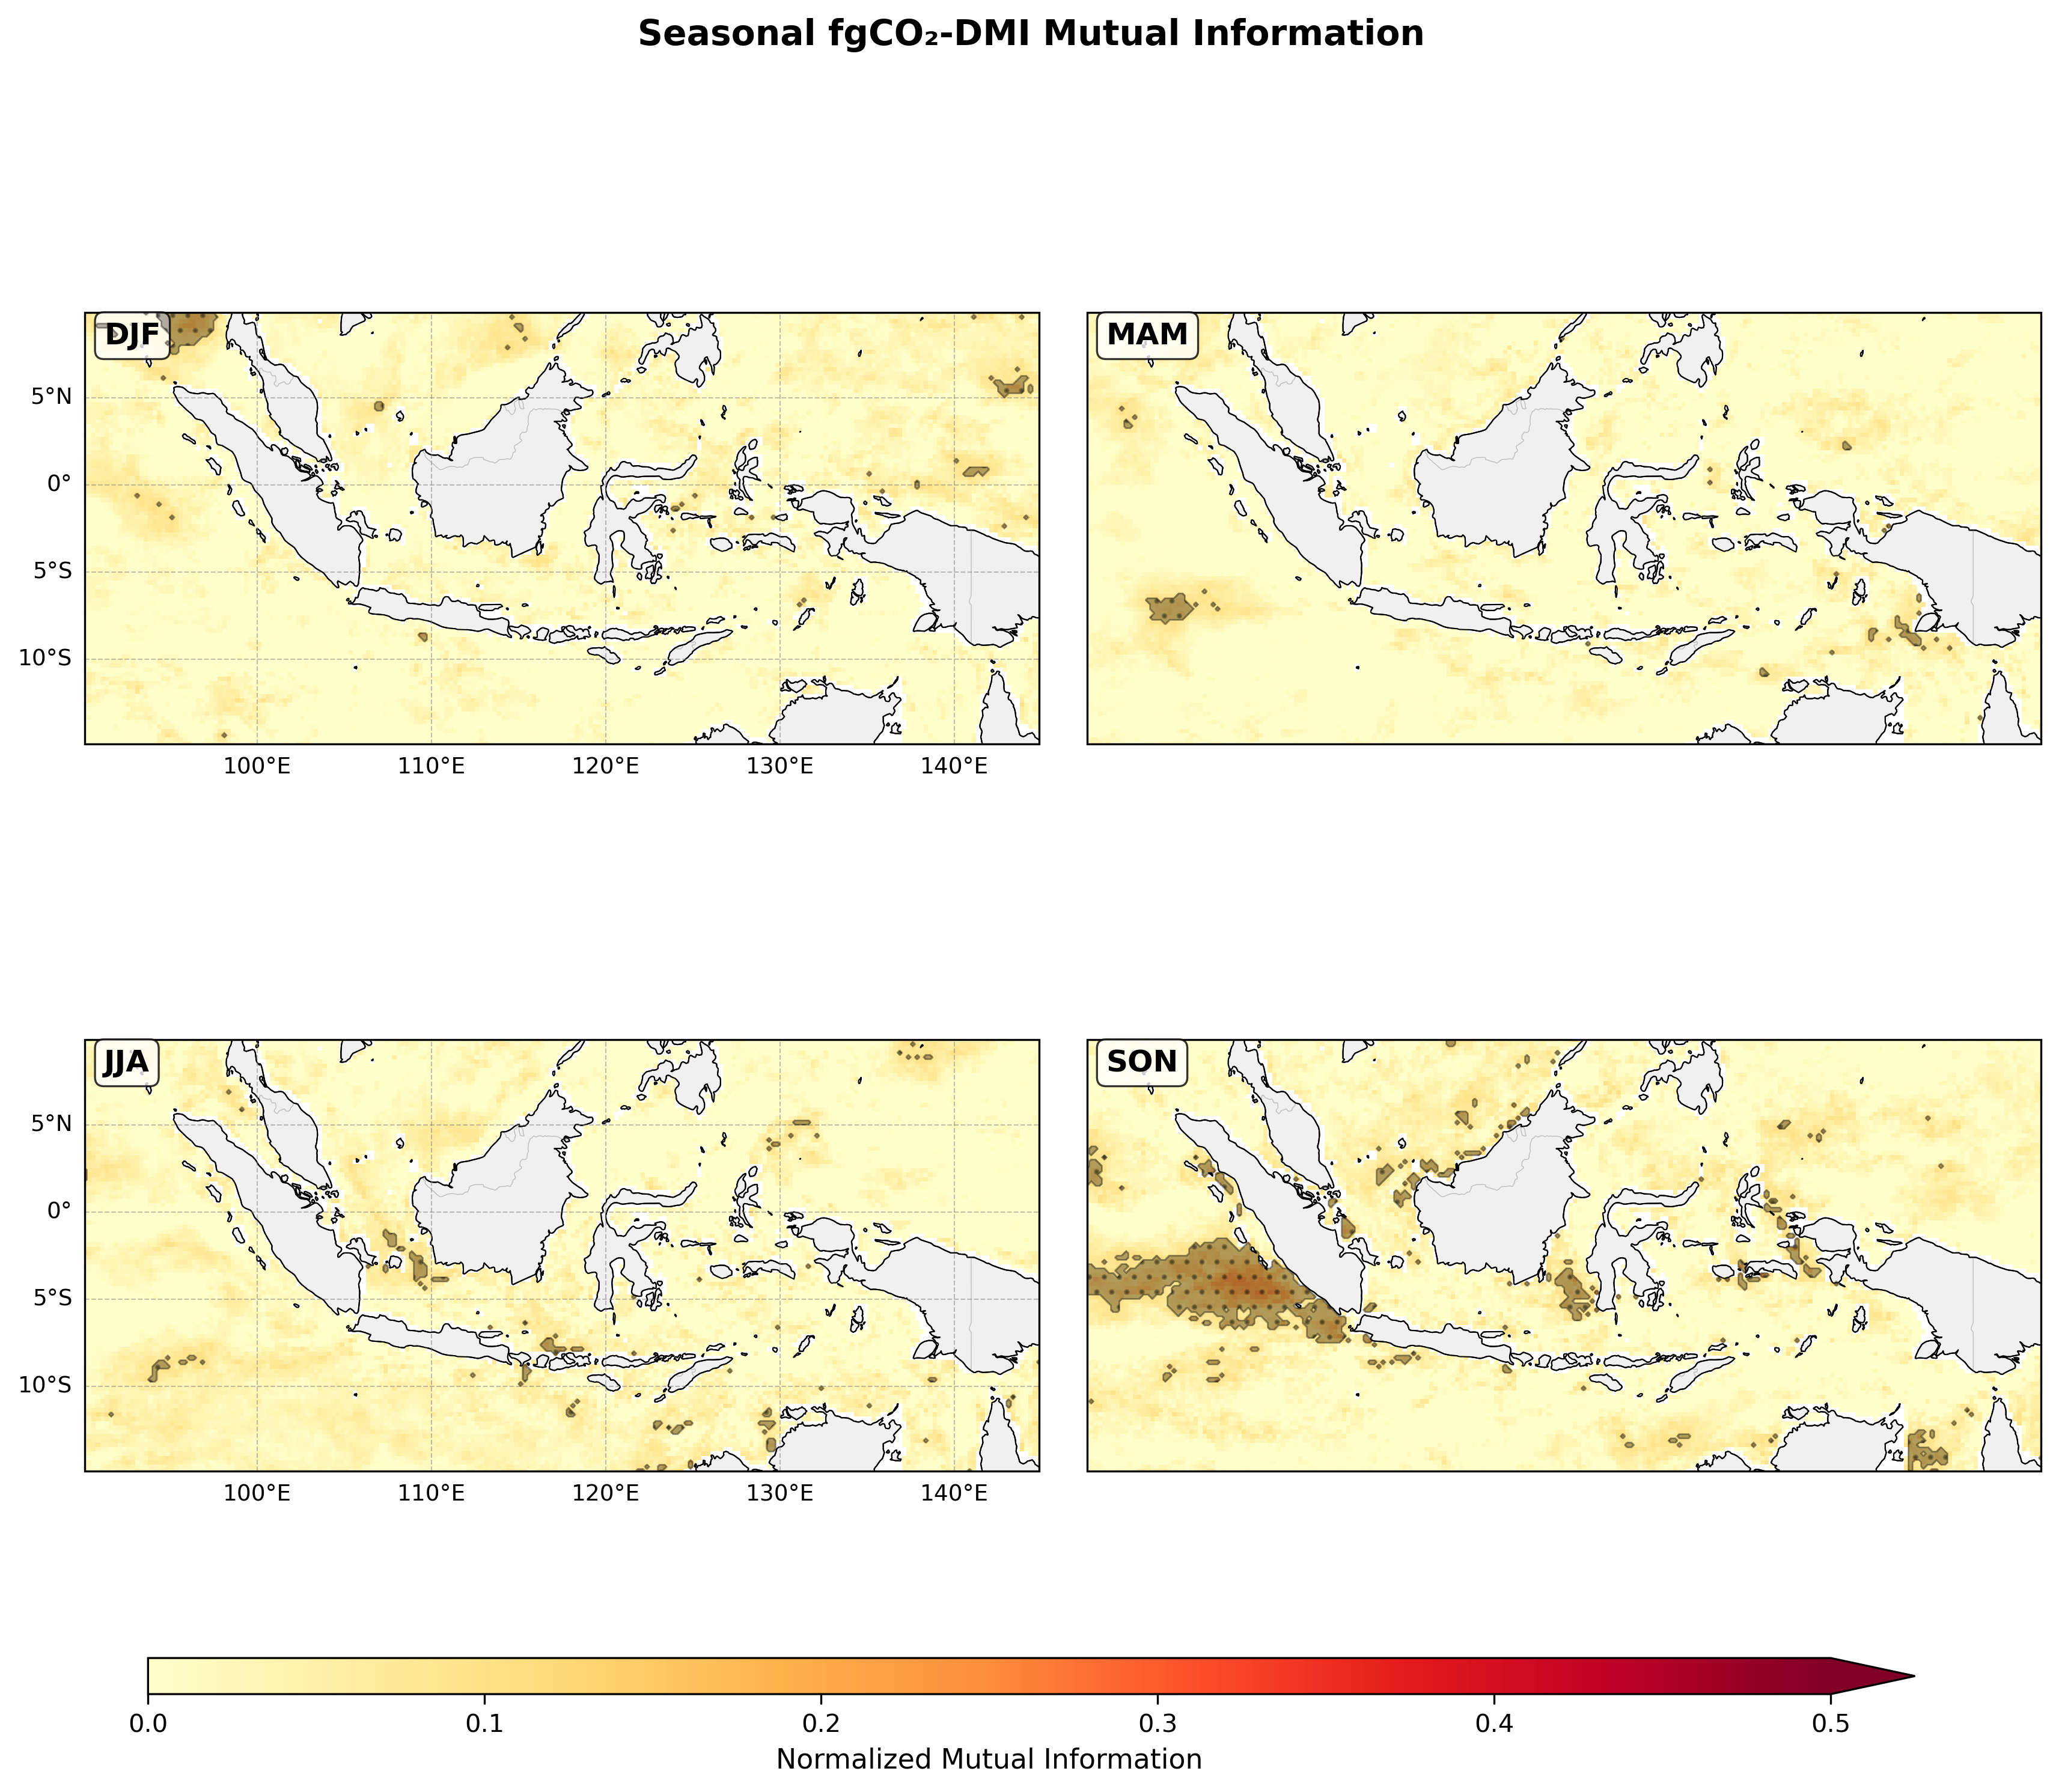 Seasonal fgCO₂-DMI Mutual Information
DJF
MAM
5°N
0°
5°S
10°S
100°E 110°E 120°E 130°E 140°E
JJA
SON
5°N
0°
5°S
10°S
100°E 110°E 120°E 130°E 140°E
0.0 0.1 0.2 0.3 0.4 0.5
Normalized Mutual Information